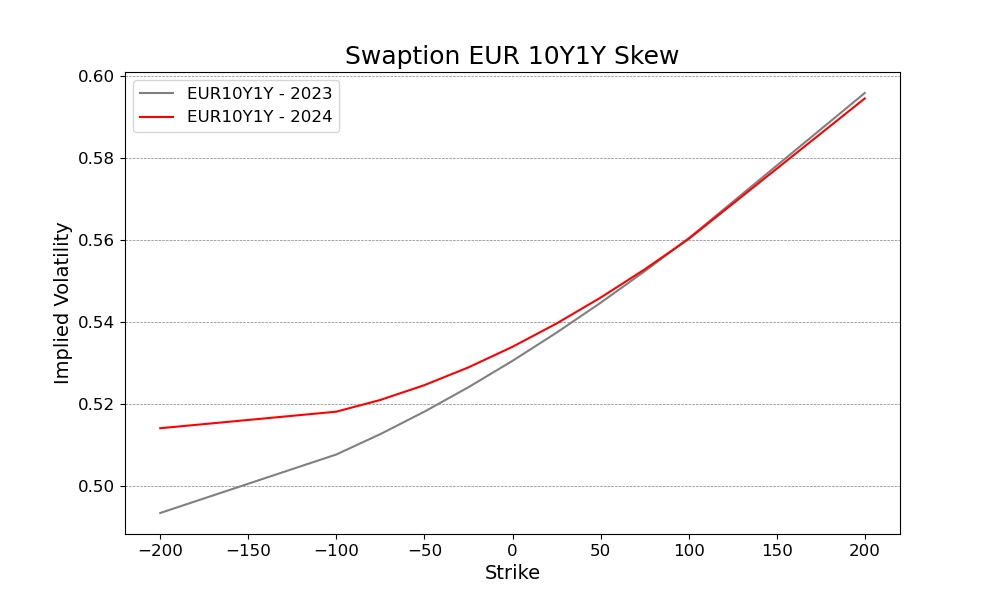 Swaption EUR 10Y1Y Skew
EUR10Y1Y - 2023
EUR10Y1Y - 2024
Implied Volatility
0.60
0.58
0.56
0.54
0.52
0.50
−200 −150 −100 −50 0 50 100 150 200
Strike